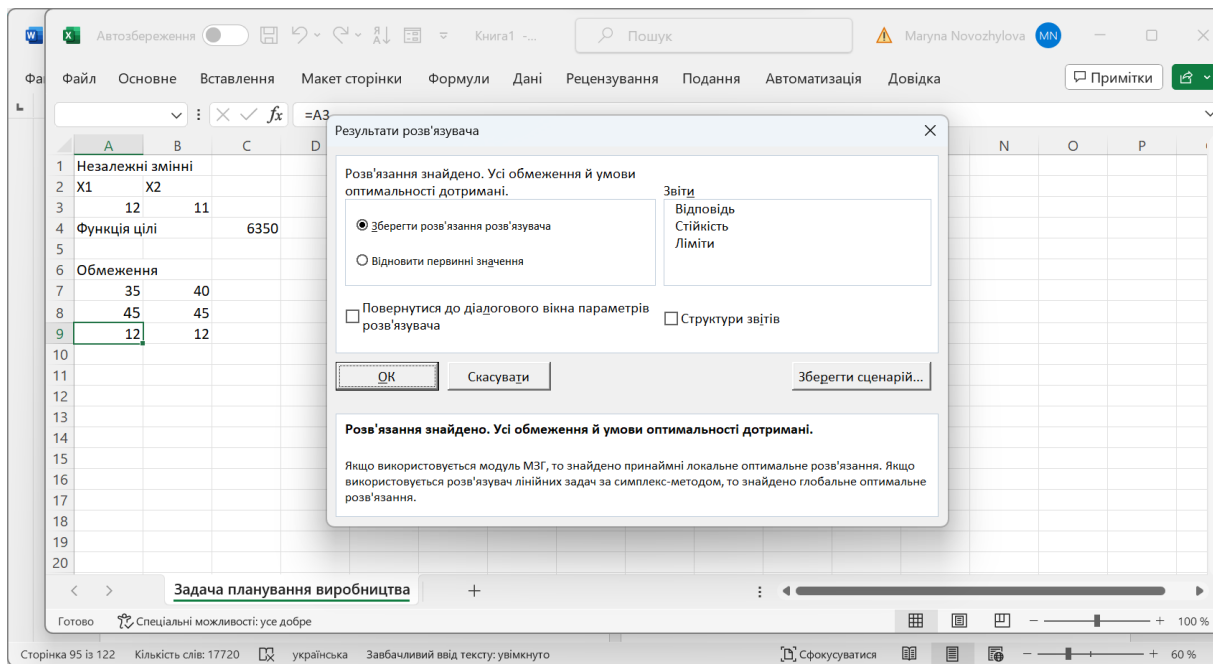 Автозбереження
Книга1 -...
Пошук
Maryna Novozhylova
MN
Фа
Файл Основне Вставлення Макет сторінки Формули Дані Рецензування Подання Автоматизація Довідка
Примітки
fx =A3
A B C D N O P
1 Незалежні змінні
2 X1 X2
3 12 11
4 Функція цілі 6350
5
6 Обмеження
7 35 40
8 45 45
9 12 12
10
11
12
13
14
15
16
17
18
19
20
Результати розв'язувача
Розв'язання знайдено. Усі обмеження й умови
оптимальності дотримані.
Звіти
Зберегти розв'язання розв'язувача
Відновити первинні значення
Відповідь
Стійкість
Ліміти
Повернутися до діалогового вікна параметрів
розв'язувача
Структури звітів
ОК
Скасувати
Зберегти сценарій...
Розв'язання знайдено. Усі обмеження й умови оптимальності дотримані.
Якщо використовується модуль МЗГ, то знайдено принаймні локальне оптимальне розв'язання. Якщо
використовується розв'язувач лінійних задач за симплекс-методом, то знайдено глобальне оптимальне
розв'язання.
Задача планування виробництва
Готово Спеціальні можливості: усе добре
100 %
Сторінка 95 із 122 Кількість слів: 17720 українська Завбачливий ввід тексту: увімкнуто
Сфокусуватися
60 %